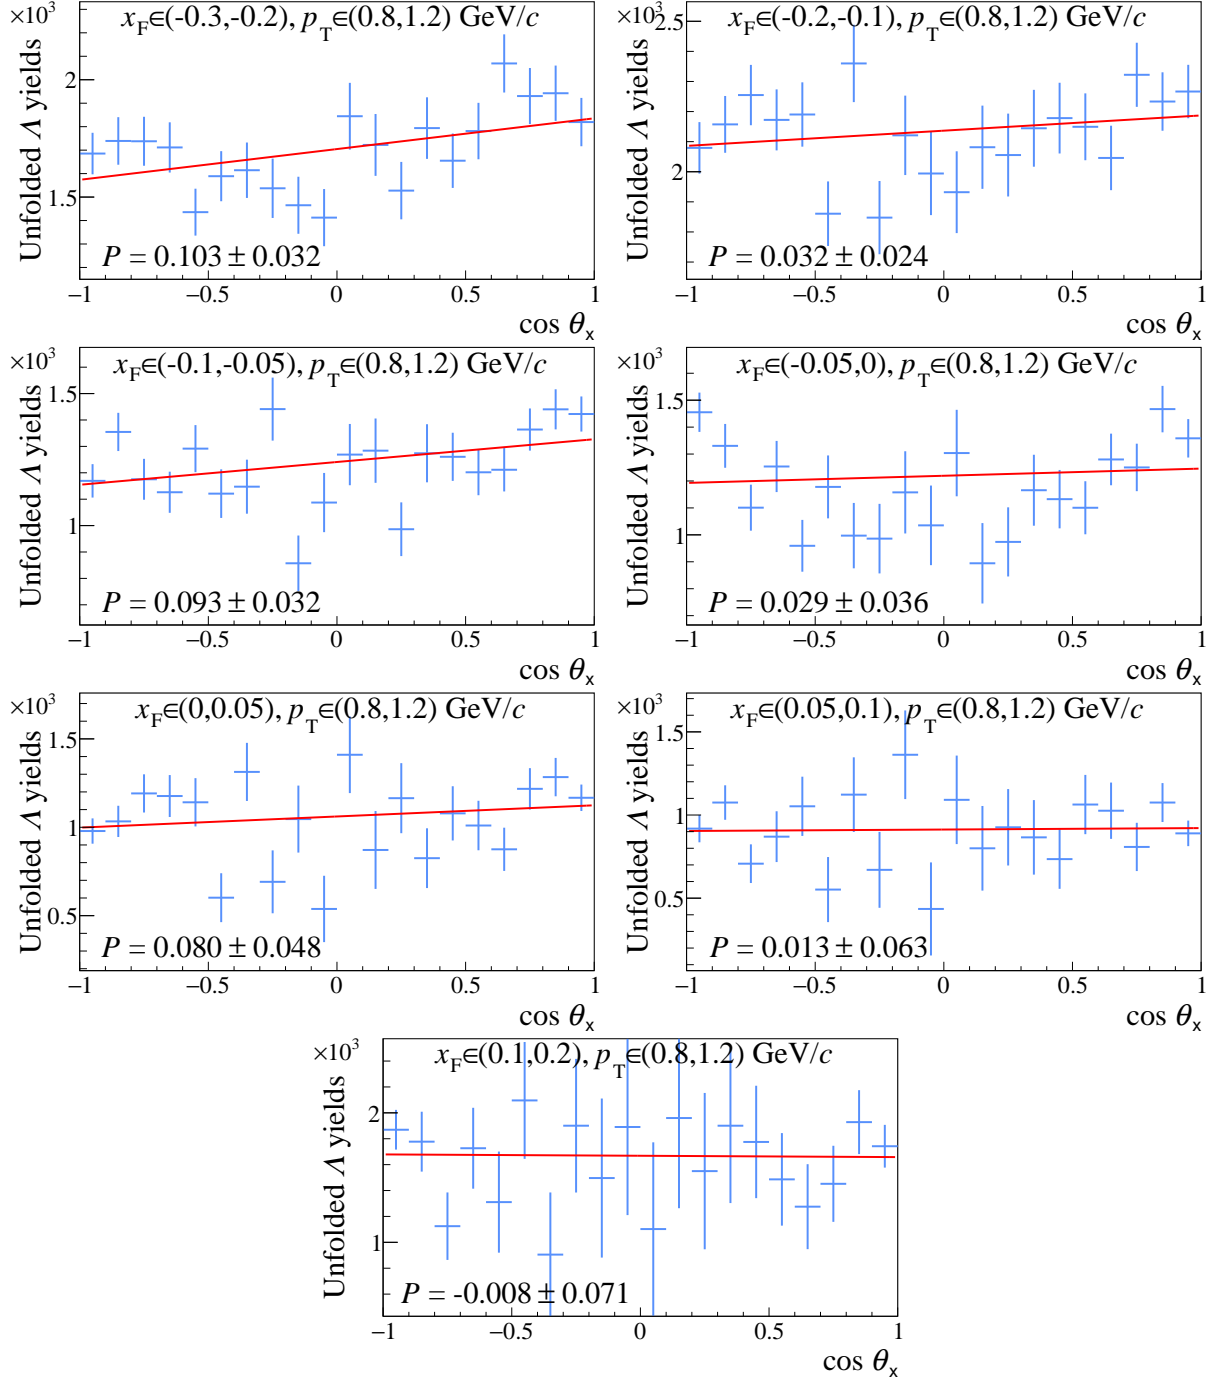 ×10³
x_F∈(-0.3,-0.2), p_T∈(0.8,1.2) GeV/c
Unfolded Λ yields
2
1.5
P = 0.103 ± 0.032
−1 −0.5 0 0.5 1
cos θ_x
×10³
x_F∈(-0.2,-0.1), p_T∈(0.8,1.2) GeV/c
Unfolded Λ yields
2.5
2
P = 0.032 ± 0.024
−1 −0.5 0 0.5 1
cos θ_x
×10³
x_F∈(-0.1,-0.05), p_T∈(0.8,1.2) GeV/c
Unfolded Λ yields
1.5
1
P = 0.093 ± 0.032
−1 −0.5 0 0.5 1
cos θ_x
×10³
x_F∈(-0.05,0), p_T∈(0.8,1.2) GeV/c
Unfolded Λ yields
1.5
1
P = 0.029 ± 0.036
−1 −0.5 0 0.5 1
cos θ_x
×10³
x_F∈(0,0.05), p_T∈(0.8,1.2) GeV/c
Unfolded Λ yields
1.5
1
0.5
P = 0.080 ± 0.048
−1 −0.5 0 0.5 1
cos θ_x
×10³
x_F∈(0.05,0.1), p_T∈(0.8,1.2) GeV/c
Unfolded Λ yields
1.5
1
0.5
P = 0.013 ± 0.063
−1 −0.5 0 0.5 1
cos θ_x
×10³
x_F∈(0.1,0.2), p_T∈(0.8,1.2) GeV/c
Unfolded Λ yields
2
1
P = -0.008 ± 0.071
−1 −0.5 0 0.5 1
cos θ_x